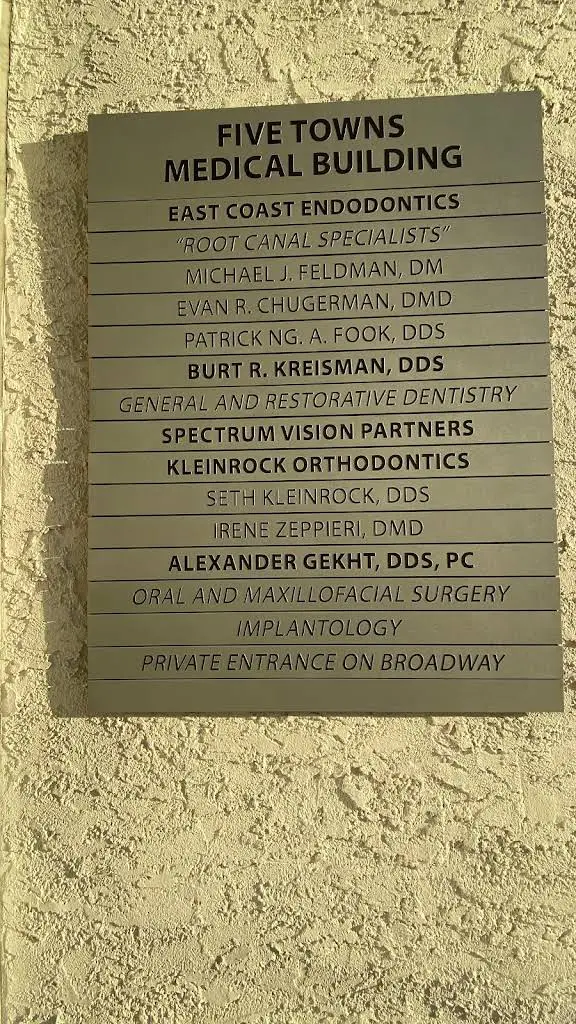 FIVE TOWNS
MEDICAL BUILDING
EAST COAST ENDODONTICS
"ROOT CANAL SPECIALISTS"
MICHAEL J. FELDMAN, DM
EVAN R. CHUGERMAN, DMD
PATRICK NG. A. FOOK, DDS
BURT R. KREISMAN, DDS
GENERAL AND RESTORATIVE DENTISTRY
SPECTRUM VISION PARTNERS
KLEINROCK ORTHODONTICS
SETH KLEINROCK, DDS
IRENE ZEPPIERI, DMD
ALEXANDER GEKHT, DDS, PC
ORAL AND MAXILLOFACIAL SURGERY
IMPLANTOLOGY
PRIVATE ENTRANCE ON BROADWAY